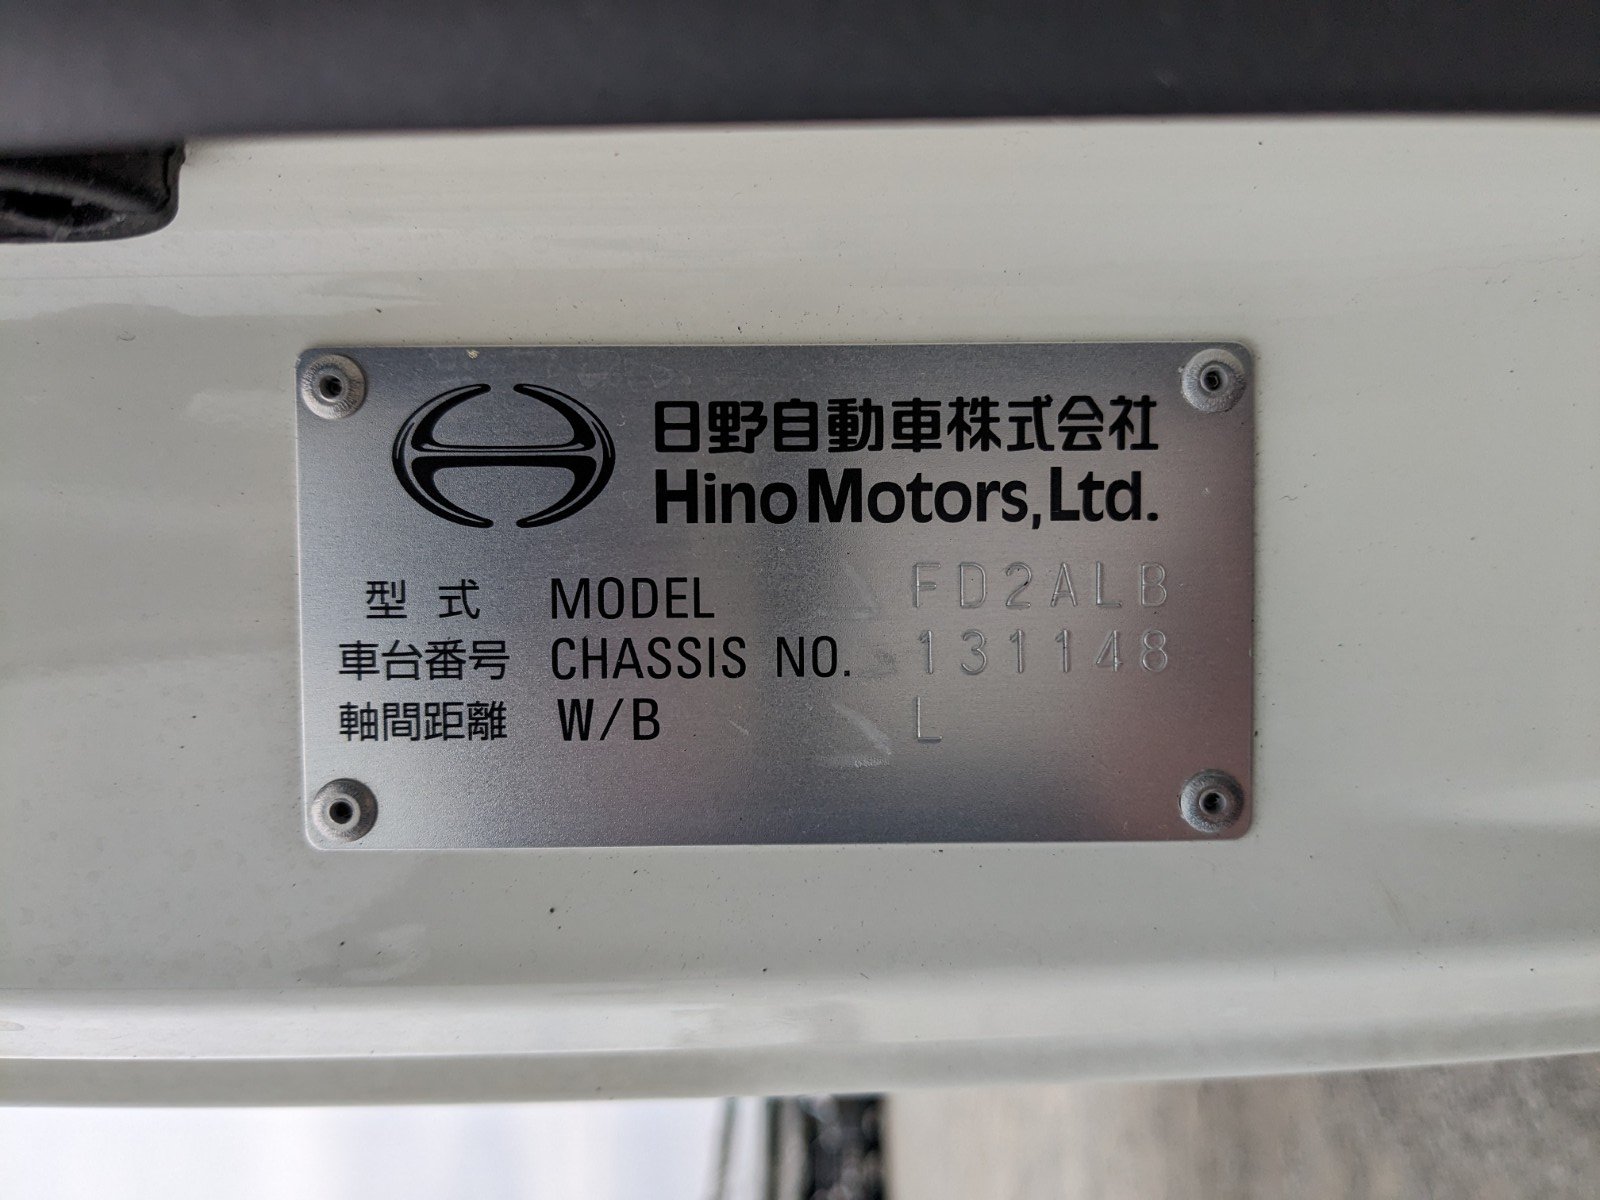 日野自動車株式会社
Hino Motors, Ltd.
型式 MODEL FD2ALB
車台番号 CHASSIS NO. 131148
軸間距離 W/B L